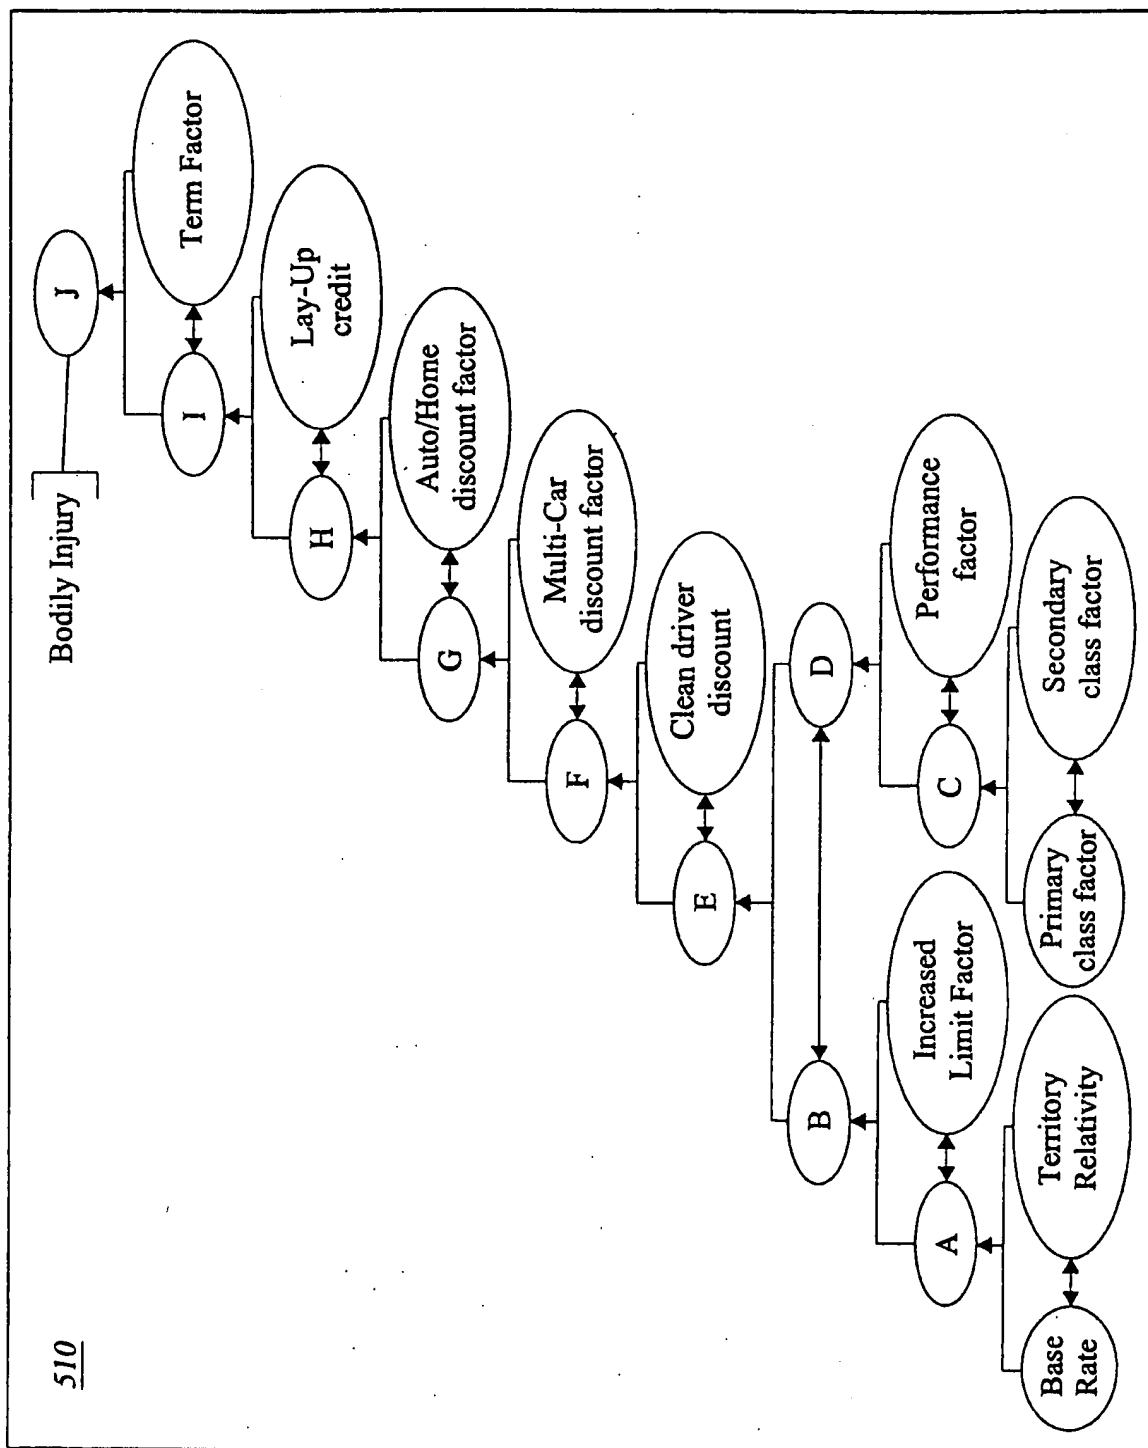 510
Bodily Injury
J
I
Term Factor
H
Lay-Up
credit
G
Auto/Home
discount factor
F
Multi-Car
discount factor
E
Clean driver
discount
B
D
A
Increased
Limit Factor
C
Performance
factor
Base
Rate
Territory
Relativity
Primary
class factor
Secondary
class factor